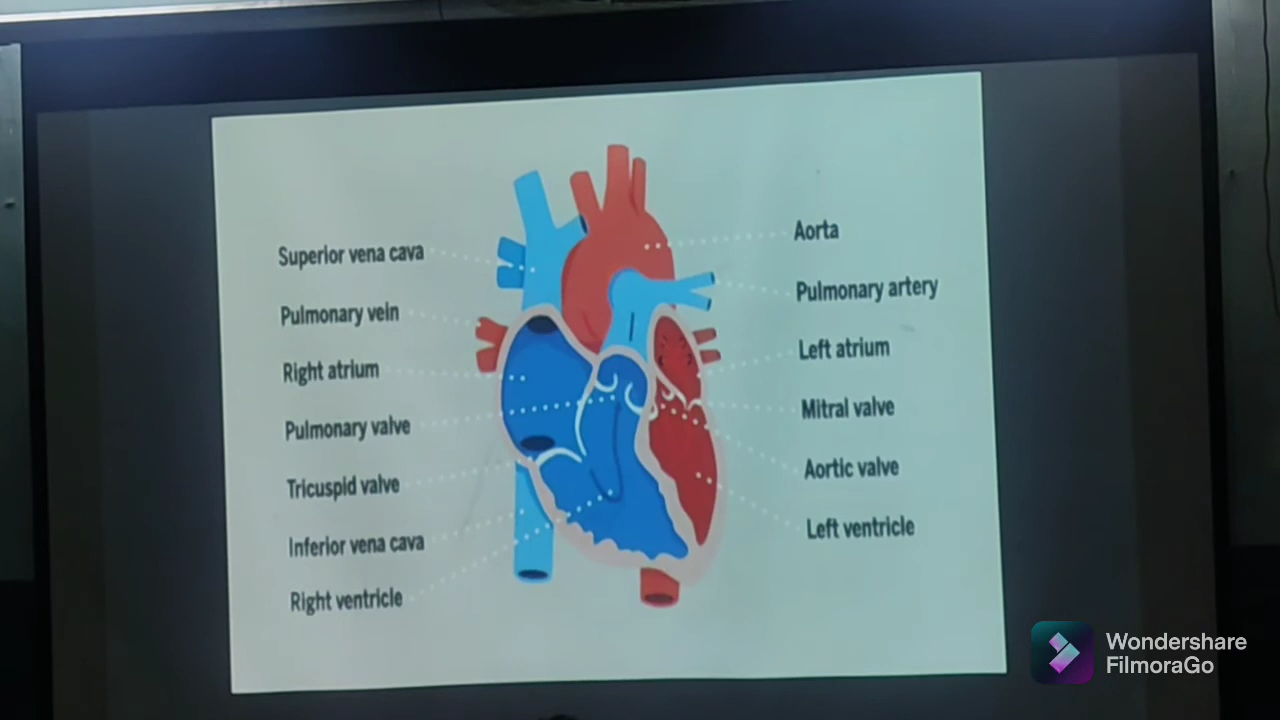 Superior vena cava
Pulmonary vein
Right atrium
Pulmonary valve
Tricuspid valve
Inferior vena cava
Right ventricle
Aorta
Pulmonary artery
Left atrium
Mitral valve
Aortic valve
Left ventricle
Wondershare
FilmoraGo